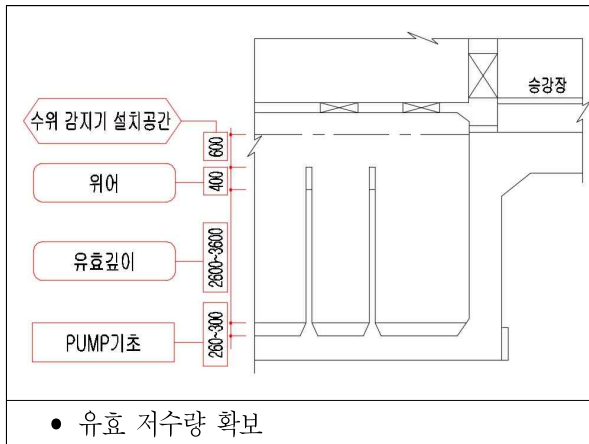 승강장
수위 감지기 설치공간
600
위어
400
유효깊이
2600~3600
PUMP기초
260~300
• 유효 저수량 확보